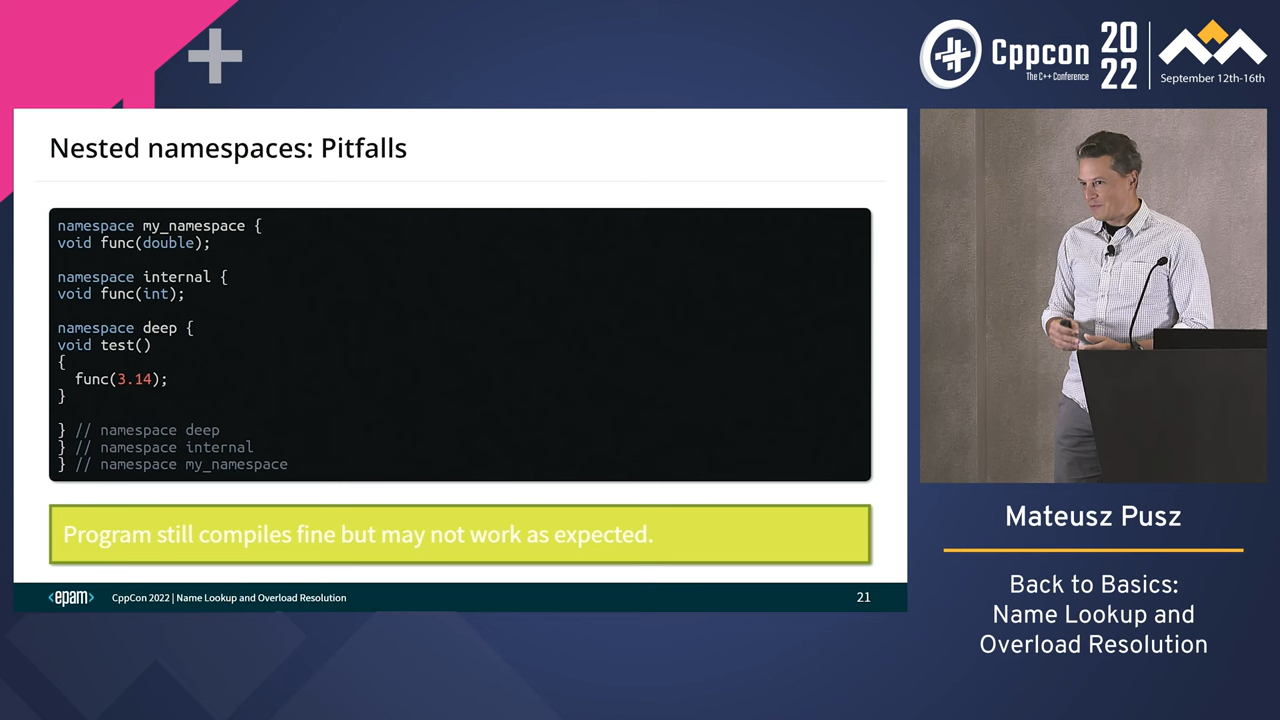 Cppcon
The C++ Conference
20
22
September 12th-16th
Nested namespaces: Pitfalls
namespace my_namespace {
void func(double);
namespace internal {
void func(int);
namespace deep {
void test()
{
func(3.14);
}
} // namespace deep
} // namespace internal
} // namespace my_namespace
Program still compiles fine but may not work as expected.
<epam> CppCon 2022 | Name Lookup and Overload Resolution 21
Mateusz Pusz
Back to Basics:
Name Lookup and
Overload Resolution